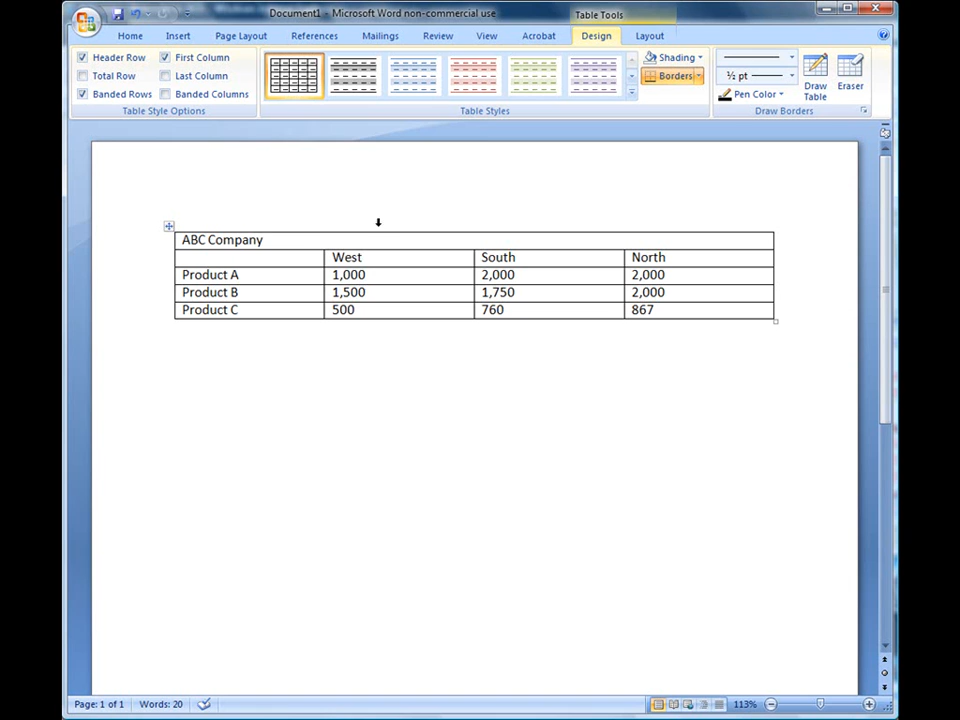 Document1 - Microsoft Word non-commercial use
Table Tools
Home Insert Page Layout References Mailings Review View Acrobat Design Layout
Header Row First Column
Total Row Last Column
Banded Rows Banded Columns
Table Style Options
Table Styles
Shading
Borders
½ pt
Pen Color
Draw Table
Eraser
Draw Borders
ABC Company
West South North
Product A 1,000 2,000 2,000
Product B 1,500 1,750 2,000
Product C 500 760 867
Page: 1 of 1 Words: 20 113%